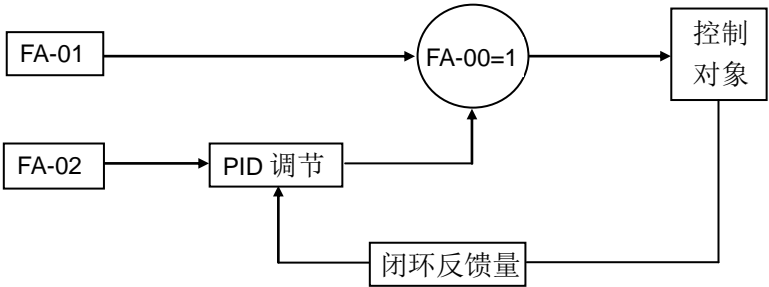 FA-01
FA-00=1
控制
对象
FA-02
PID 调节
闭环反馈量